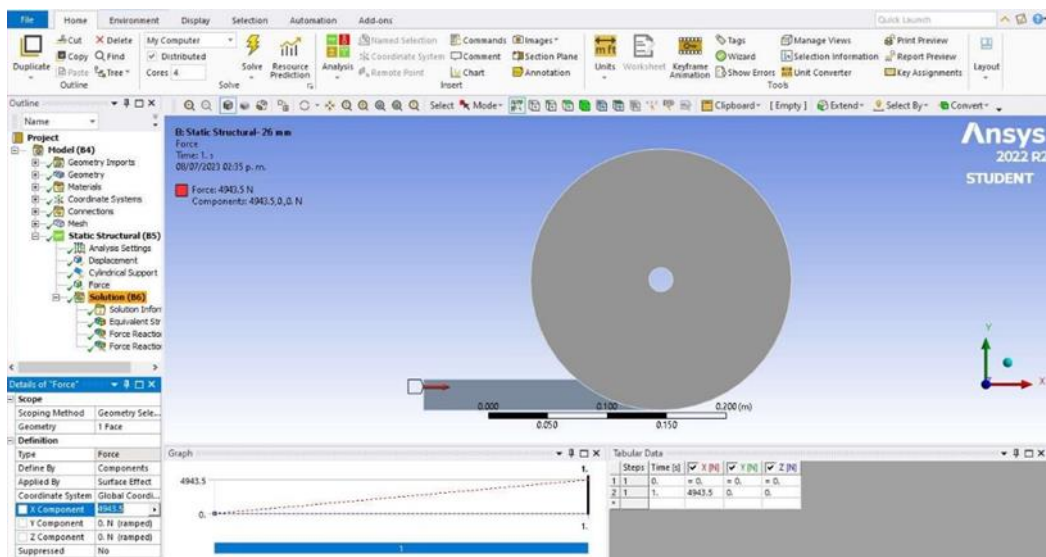 File Home Environment Display Selection Automation Add-ons Quick Launch
Cut Delete My Computer Named Selection Commands Images Tags Manage Views Print Preview
Copy Find Distributed Coordinate System Comment Section Plane Wizard Selection Information Report Preview
Duplicate Paste Tree Cores 4 Solve Resource Prediction Analysis Remote Point Chart Annotation Units Worksheet Keyframe Animation Show Errors Unit Converter Key Assignments Layout
Outline Solve Insert Tools
Outline Select Mode Clipboard [Empty] Extend Select By Convert
Name
Project
Model (B4)
Geometry Imports
Geometry
Materials
Coordinate Systems
Connections
Mesh
Static Structural (B5)
Analysis Settings
Displacement
Cylindrical Support
Force
Solution (B6)
Solution Infor
Equivalent Str
Force Reactio
Force Reactio
B: Static Structural- 26 mm
Force
Time: 1. s
08/07/2023 02:35 p. m.
Force: 4943.5 N
Components: 4943.5,0.,0. N
Ansys
2022 R2
STUDENT
Y
X
0.000 0.100 0.200 (m)
0.050 0.150
Details of "Force"
Scope
Scoping Method Geometry Sele...
Geometry 1 Face
Definition
Type Force
Define By Components
Applied By Surface Effect
Coordinate System Global Coordi...
X Component 4943.5
Y Component 0. N (ramped)
Z Component 0. N (ramped)
Suppressed No
Graph
1.
4943.5
0.
1.
1
Tabular Data
Steps Time [s] X [N] Y [N] Z [N]
1 1 0. = 0. = 0. = 0.
2 1 1. 4943.5 0. 0.
*